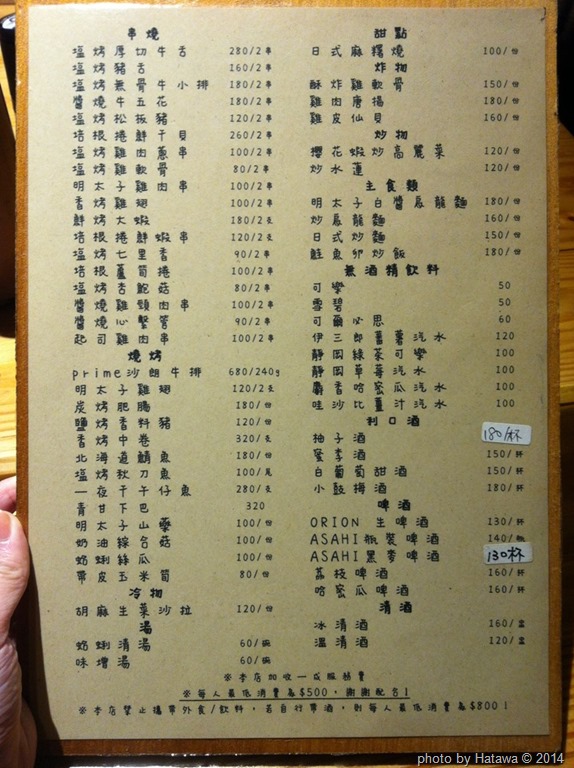 串燒
塩烤厚切牛舌 280/2串
塩烤豬舌 160/2串
塩烤無骨牛小排 180/2串
醬燒牛五花 180/2串
塩烤松板豬 120/2串
培根捲鮮干貝 260/2串
塩烤雞肉蔥串 100/2串
塩烤雞軟骨 80/2串
明太子雞肉串 100/2串
香烤雞翅 100/2串
鮮烤大蝦 180/2支
培根捲鮮蝦串 120/2支
塩烤七里香 90/2串
培根蘆筍捲 100/2串
塩烤杏鮑菇 80/2串
醬燒雞頸肉串 100/2串
醬燒心繫管 90/2串
起司雞肉串 100/2串
燒烤
prime沙朗牛排 680/240g
明太子雞翅 120/2支
炭烤肥腸 180/份
鹽烤香料豬 120/份
香烤中卷 320/支
北海道鯖魚 180/份
塩烤秋刀魚 100/尾
一夜干午仔魚 280/支
青甘下巴 320
明太子山藥 100/份
奶油綜合菇 100/份
蛤蜊絲瓜 100/份
帶皮玉米筍 80/份
冷物
胡麻生菜沙拉 120/份
湯
蛤蜊清湯 60/碗
味增湯 60/碗
甜點
日式麻糬燒 100/份
炸物
酥炸雞軟骨 150/份
雞肉唐揚 180/份
雞皮仙貝 160/份
炒物
櫻花蝦炒高麗菜 120/份
炒水蓮 120/份
主食類
明太子白醬烏龍麵 180/份
炒烏龍麵 160/份
日式炒麵 150/份
鮭魚卵炒飯 180/份
無酒精飲料
可樂 50
雪碧 50
可爾必思 60
伊三郎蕃薯汽水 120
靜岡綠茶可樂 100
靜岡草莓汽水 100
麝香哈密瓜汽水 100
哇沙比薑汁汽水 100
利口酒
柚子酒 180/杯
蜜李酒 150/杯
白葡萄甜酒 150/杯
小鼓梅酒 180/杯
啤酒
ORION 生啤酒 130/杯
ASAHI瓶裝啤酒 140/瓶
ASAHI黑麥啤酒 130杯
荔枝啤酒 160/杯
哈密瓜啤酒 160/杯
清酒
冰清酒 160/壺
溫清酒 120/壺
※本店加收一成服務費
※每人最低消費為$500，謝謝配合！
※本店禁止攜帶外食/飲料，若自行帶酒，則每人最低消費為$800！
photo by Hatawa © 2014